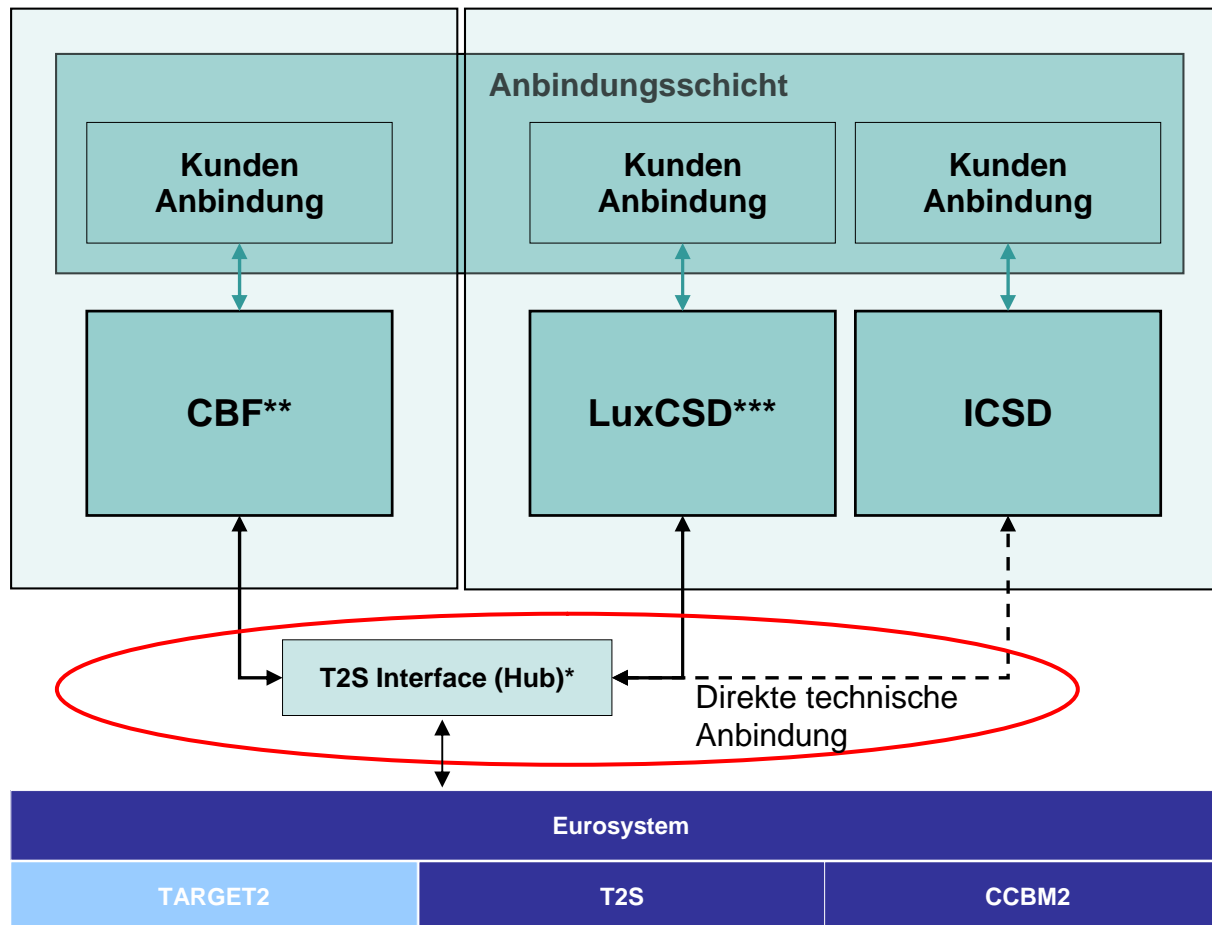 Anbindungsschicht
Kunden
Anbindung
Kunden
Anbindung
Kunden
Anbindung
CBF**
LuxCSD***
ICSD
T2S Interface (Hub)*
Direkte technische
Anbindung
Eurosystem
TARGET2
T2S
CCBM2